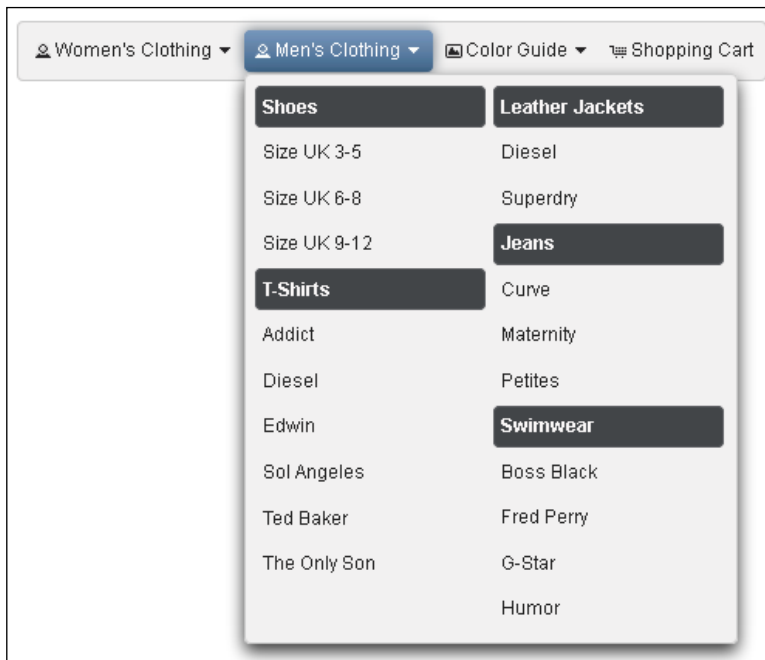 Women's Clothing
Men's Clothing
Color Guide
Shopping Cart
Shoes
Size UK 3-5
Size UK 6-8
Size UK 9-12
T-Shirts
Addict
Diesel
Edwin
Sol Angeles
Ted Baker
The Only Son
Leather Jackets
Diesel
Superdry
Jeans
Curve
Maternity
Petites
Swimwear
Boss Black
Fred Perry
G-Star
Humor